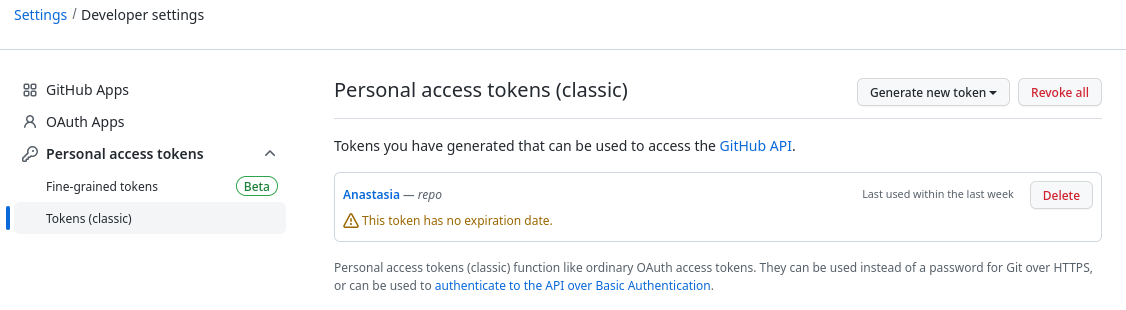 Settings / Developer settings
GitHub Apps
OAuth Apps
Personal access tokens
Fine-grained tokens Beta
Tokens (classic)
Personal access tokens (classic)
Generate new token
Revoke all
Tokens you have generated that can be used to access the GitHub API.
Anastasia — repo
Last used within the last week
Delete
This token has no expiration date.
Personal access tokens (classic) function like ordinary OAuth access tokens. They can be used instead of a password for Git over HTTPS,
or can be used to authenticate to the API over Basic Authentication.